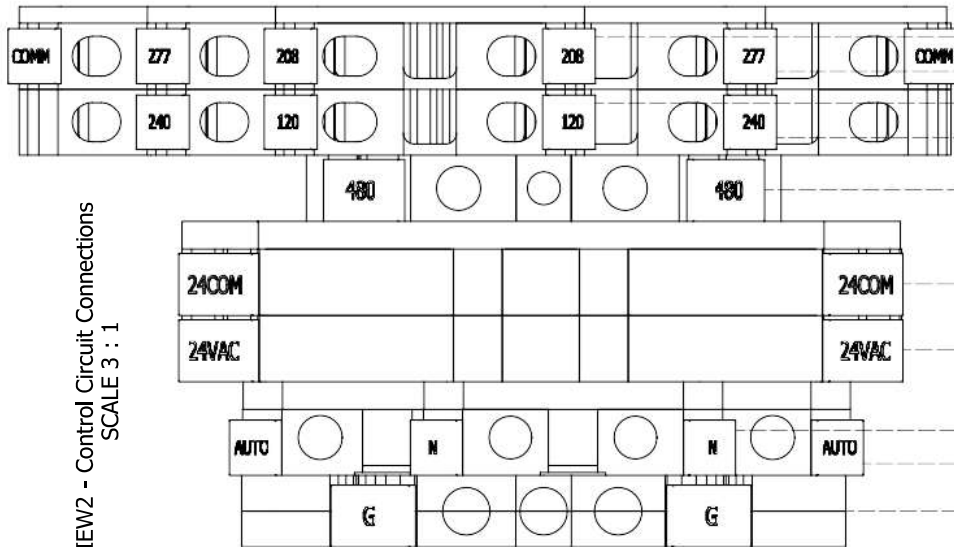 COMM 277 208 208 277 COMM
240 120 120 240
480 480
24COM 24COM
24VAC 24VAC
AUTO N N AUTO
G G
IEW2 - Control Circuit Connections
SCALE 3 : 1